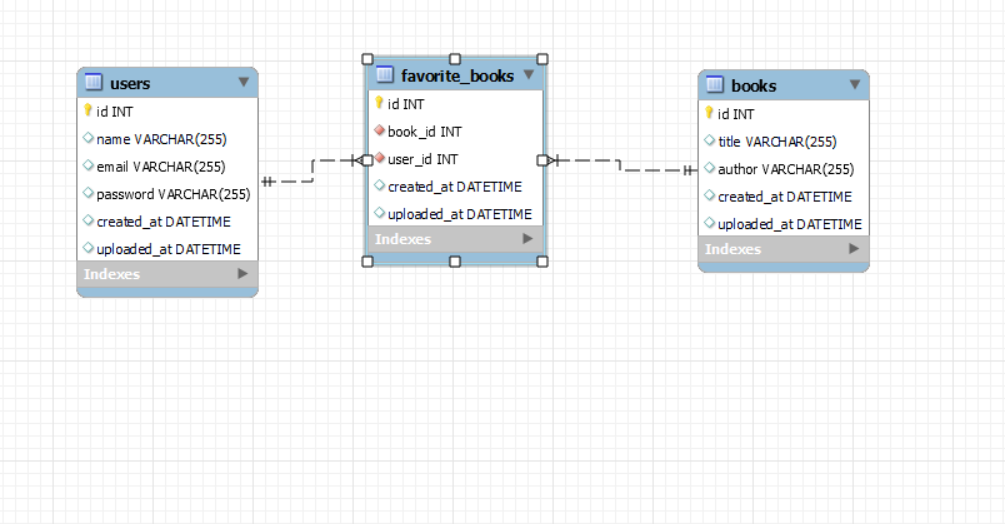 users
id INT
name VARCHAR(255)
email VARCHAR(255)
password VARCHAR(255)
created_at DATETIME
uploaded_at DATETIME
Indexes
favorite_books
id INT
book_id INT
user_id INT
created_at DATETIME
uploaded_at DATETIME
Indexes
books
id INT
title VARCHAR(255)
author VARCHAR(255)
created_at DATETIME
uploaded_at DATETIME
Indexes